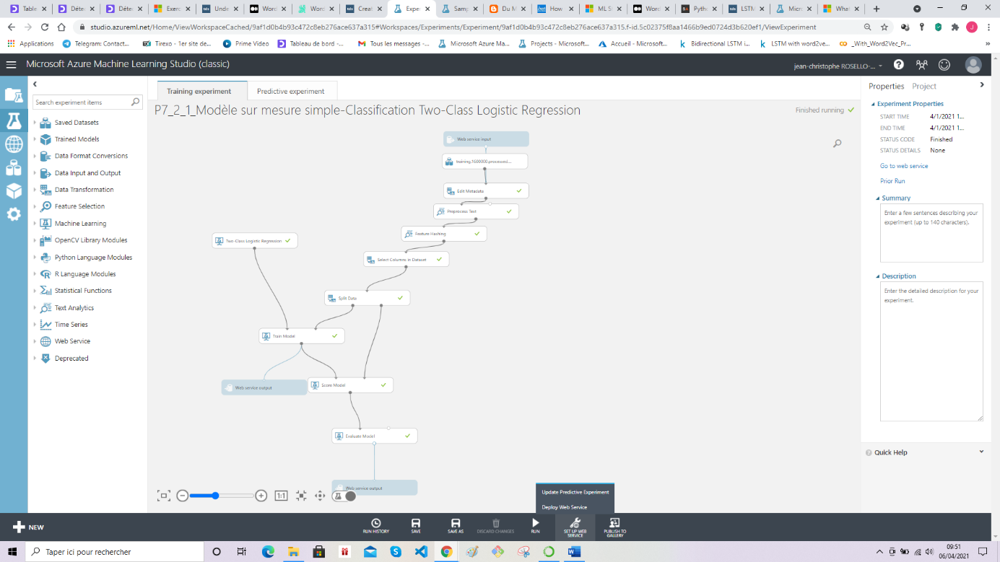 Table
Déte
Déte
Exerc
Unde
Word
Word
Creat
Expe
Samp
Du M
How
ML S
Word
Pytho
LSTM
Micro
What
studio.azureml.net/Home/ViewWorkspaceCached/9af1d0b4b93c472c8eb276ace637a315#Workspaces/Experiments/Experiment/9af1d0b4b93c472c8eb276ace637a315.f-id.5c02375f8aa1466b9ed0724d3b620ef1/ViewExperiment
Applications
Telegram: Contact...
Tirexo - 1er site de...
Prime Video
Tableau de bord -...
Tous les messages -...
Microsoft Azure Ma...
Projects - Microsoft...
Accueil - Microsoft...
Bidirectional LSTM i...
LSTM with word2ve...
_With_Word2Vec_Pr...
Microsoft Azure Machine Learning Studio (classic)
jean-christophe ROSELLO-...
Search experiment items
Saved Datasets
Trained Models
Data Format Conversions
Data Input and Output
Data Transformation
Feature Selection
Machine Learning
OpenCV Library Modules
Python Language Modules
R Language Modules
Statistical Functions
Text Analytics
Time Series
Web Service
Deprecated
Training experiment
Predictive experiment
P7_2_1_Modèle sur mesure simple-Classification Two-Class Logistic Regression
Finished running
Web service input
training.1600000.processed....
Edit Metadata
Preprocess Text
Feature Hashing
Two-Class Logistic Regression
Select Columns in Dataset
Split Data
Train Model
Web service output
Score Model
Evaluate Model
Web service output
1:1
Update Predictive Experiment
Deploy Web Service
Properties
Project
Experiment Properties
START TIME 4/1/2021 1...
END TIME 4/1/2021 1...
STATUS CODE Finished
STATUS DETAILS None
Go to web service
Prior Run
Summary
Enter a few sentences describing your
experiment (up to 140 characters).
Description
Enter the detailed description for your
experiment.
Quick Help
NEW
RUN HISTORY
SAVE
SAVE AS
DISCARD CHANGES
RUN
SET UP WEB
SERVICE
PUBLISH TO
GALLERY
Taper ici pour rechercher
09:51
06/04/2021